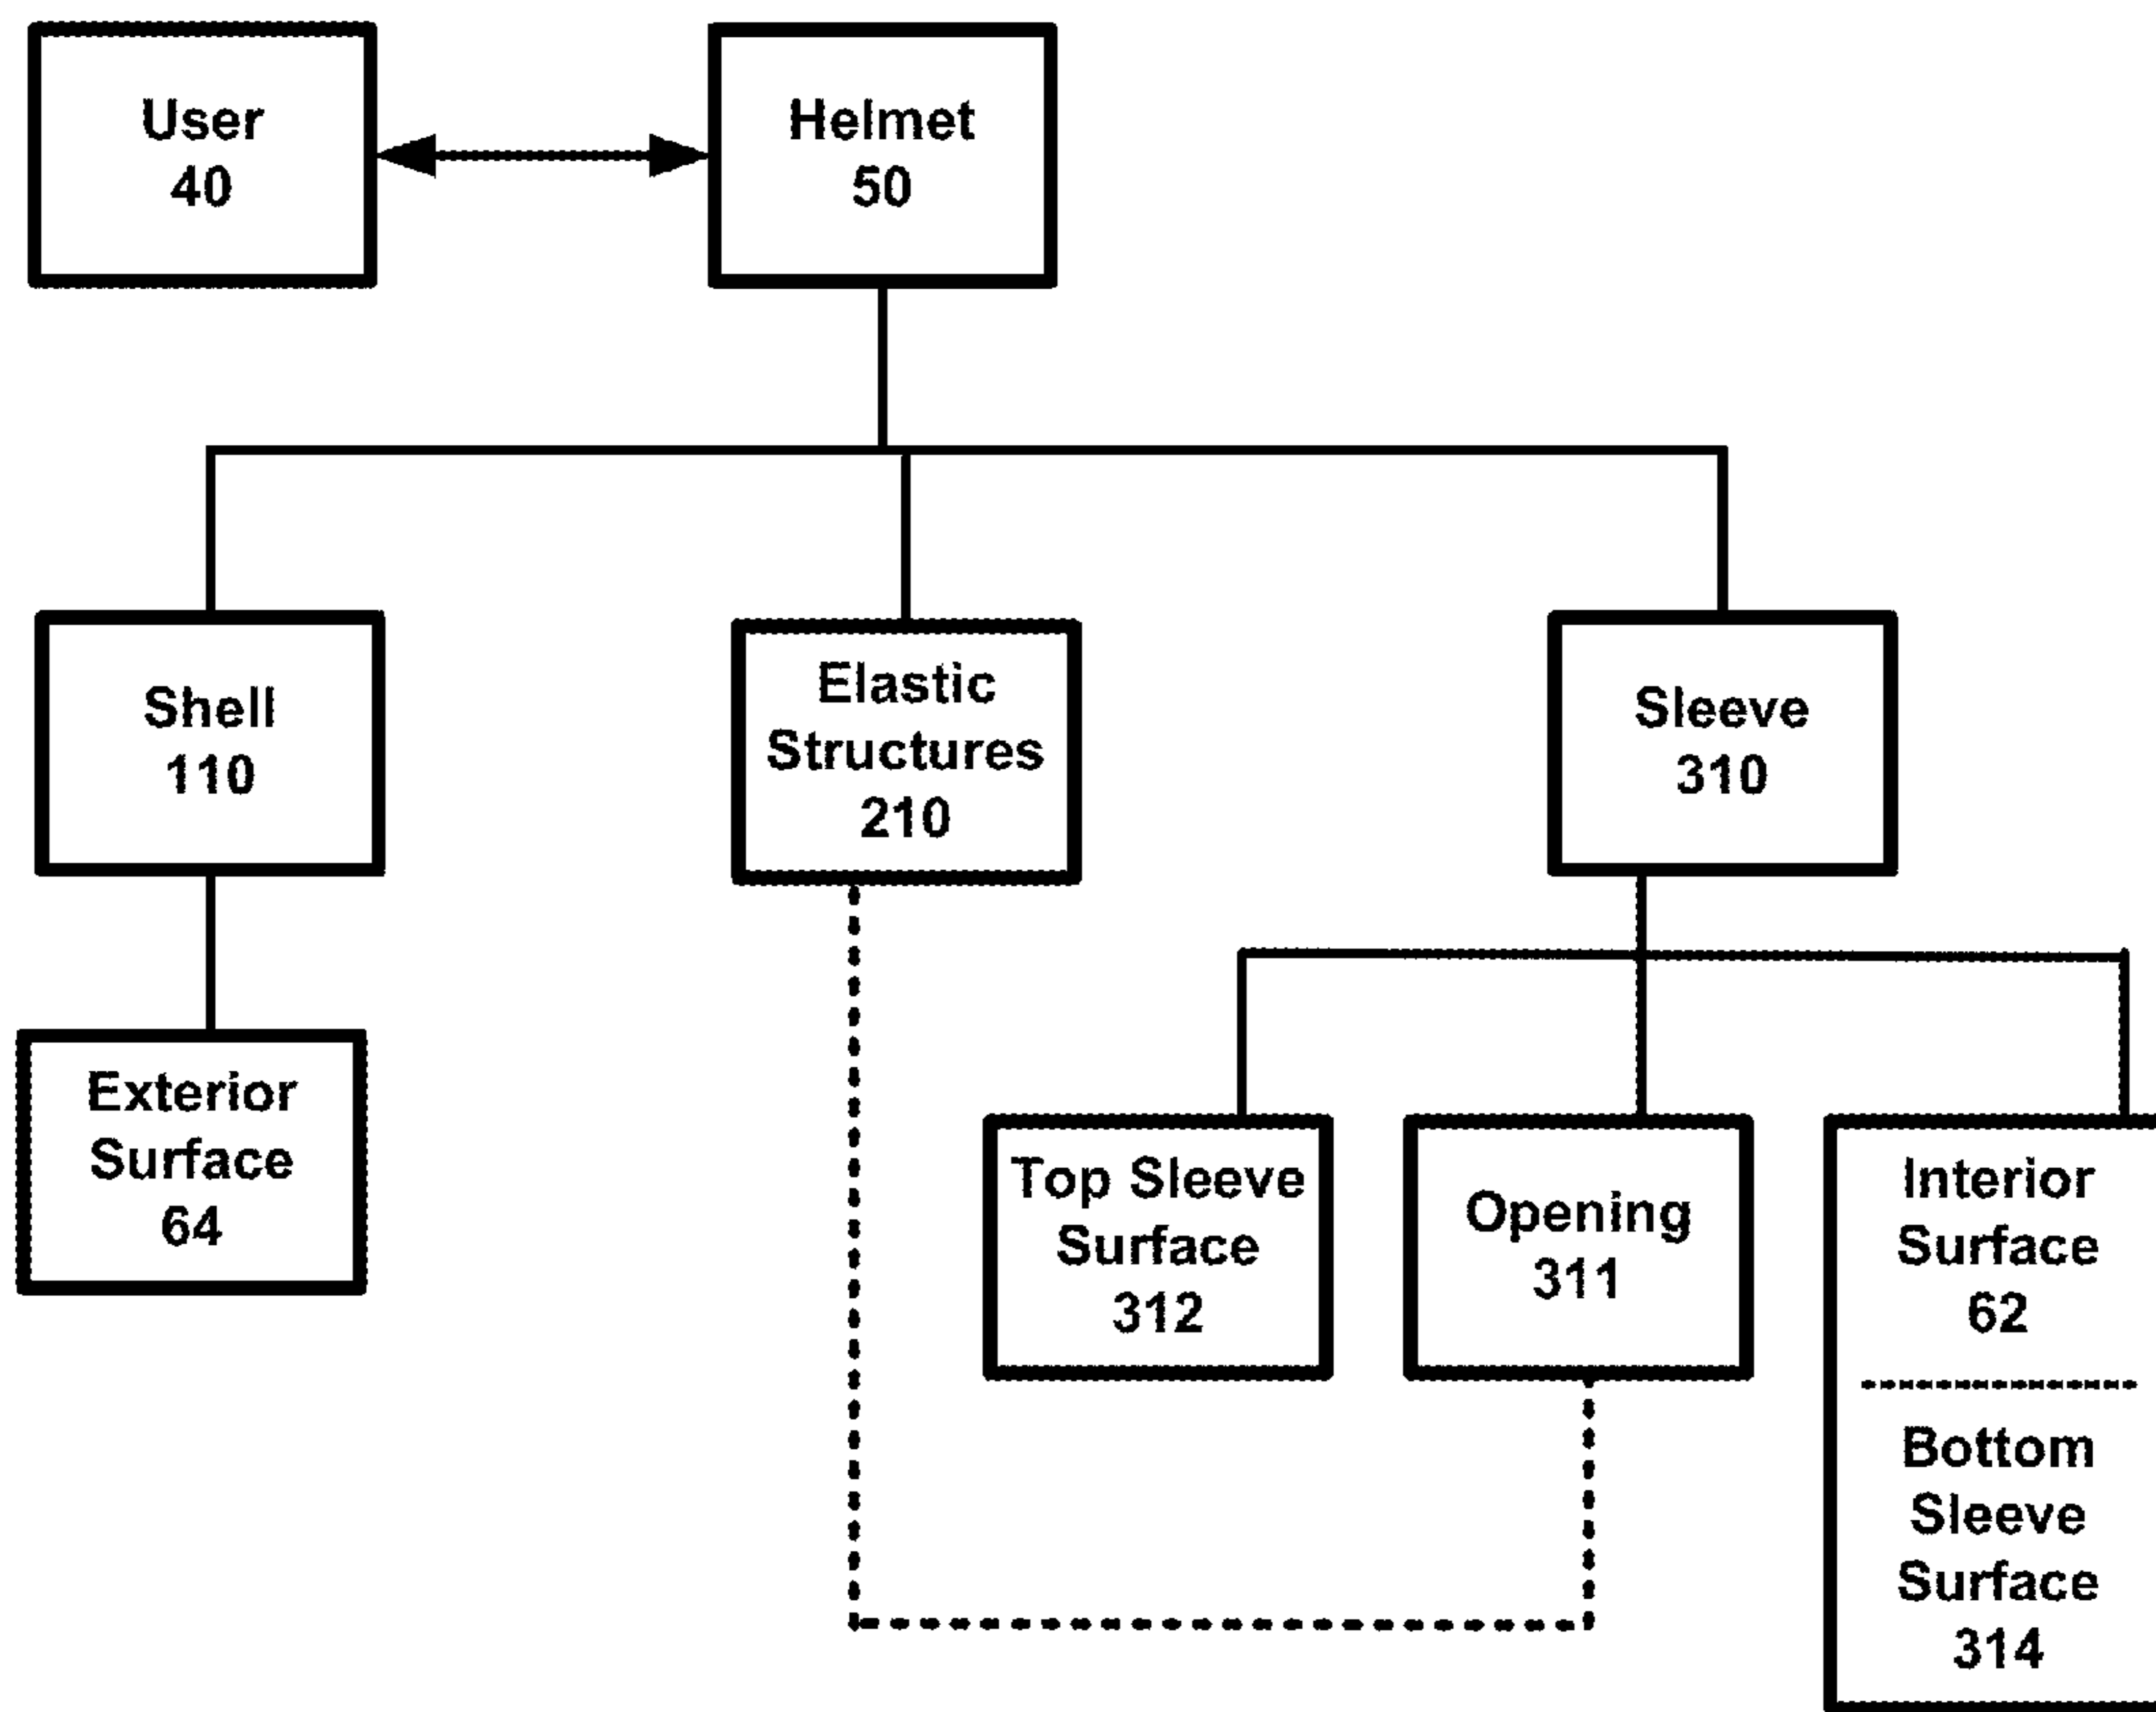 User
40
Helmet
50
Shell
110
Elastic
Structures
210
Sleeve
310
Exterior
Surface
64
Top Sleeve
Surface
312
Opening
311
Interior
Surface
62
Bottom
Sleeve
Surface
314